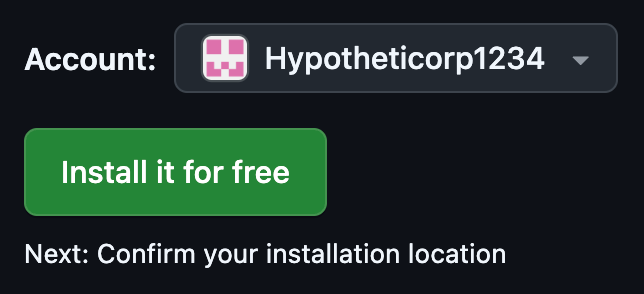 Account: Hypotheticorp1234
Install it for free
Next: Confirm your installation location